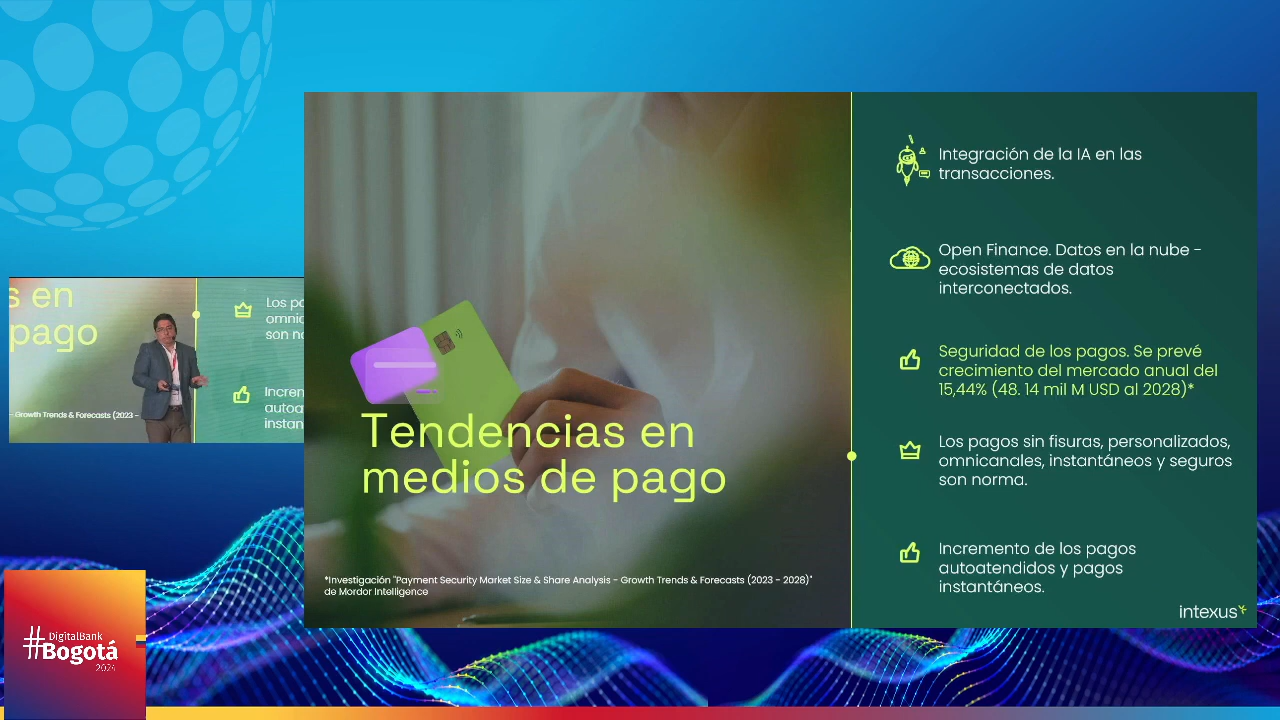 Tendencias en
medios de pago
*Investigación "Payment Security Market Size & Share Analysis - Growth Trends & Forecasts (2023 - 2028)"
de Mordor Intelligence
Integración de la IA en las
transacciones.
Open Finance. Datos en la nube -
ecosistemas de datos
interconectados.
Seguridad de los pagos. Se prevé
crecimiento del mercado anual del
15,44% (48. 14 mil M USD al 2028)*
Los pagos sin fisuras, personalizados,
omnicanales, instantáneos y seguros
son norma.
Incremento de los pagos
autoatendidos y pagos
instantáneos.
intexus
s en
pago
- Growth Trends & Forecasts (2023 -
Los pa
omnic
son no
Increm
autoa
instan
#DigitalBank
Bogotá
2024